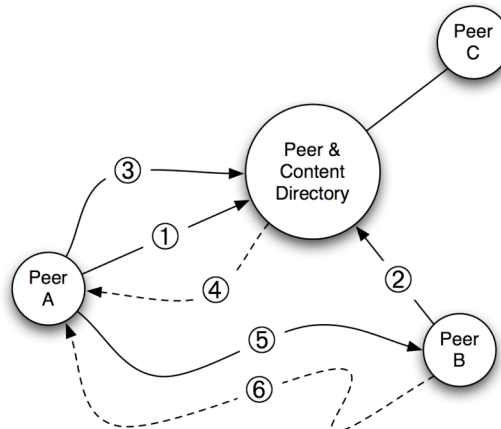 Peer
C
Peer &
Content
Directory
③
①
Peer
A
④
②
⑤
Peer
B
⑥